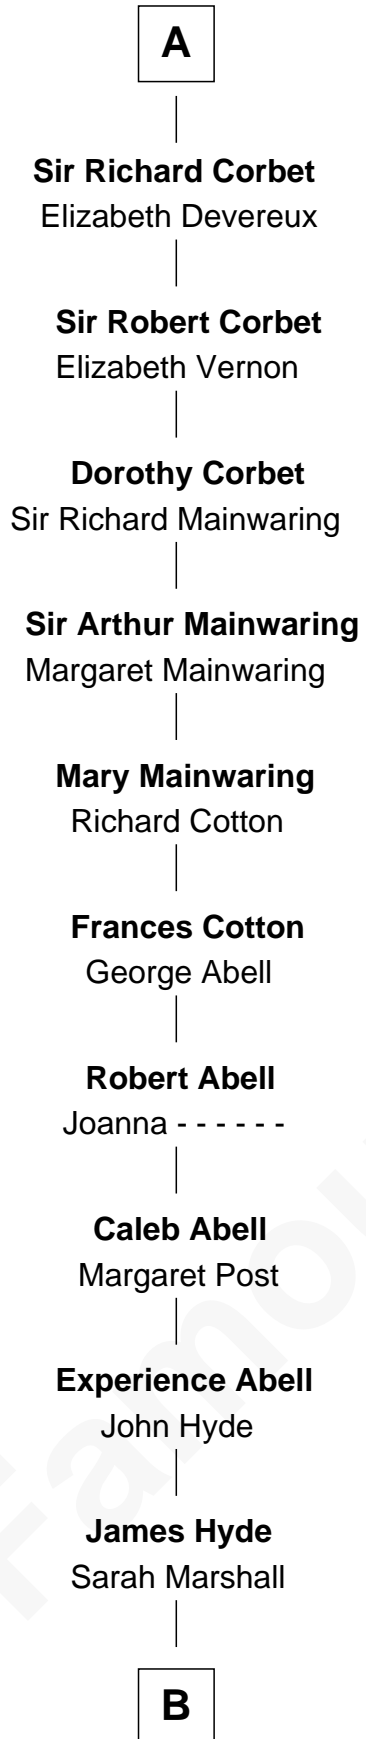 A
Sir Richard Corbet
Elizabeth Devereux
Sir Robert Corbet
Elizabeth Vernon
Dorothy Corbet
Sir Richard Mainwaring
Sir Arthur Mainwaring
Margaret Mainwaring
Mary Mainwaring
Richard Cotton
Frances Cotton
George Abell
Robert Abell
Joanna - - - - - -
Caleb Abell
Margaret Post
Experience Abell
John Hyde
James Hyde
Sarah Marshall
B